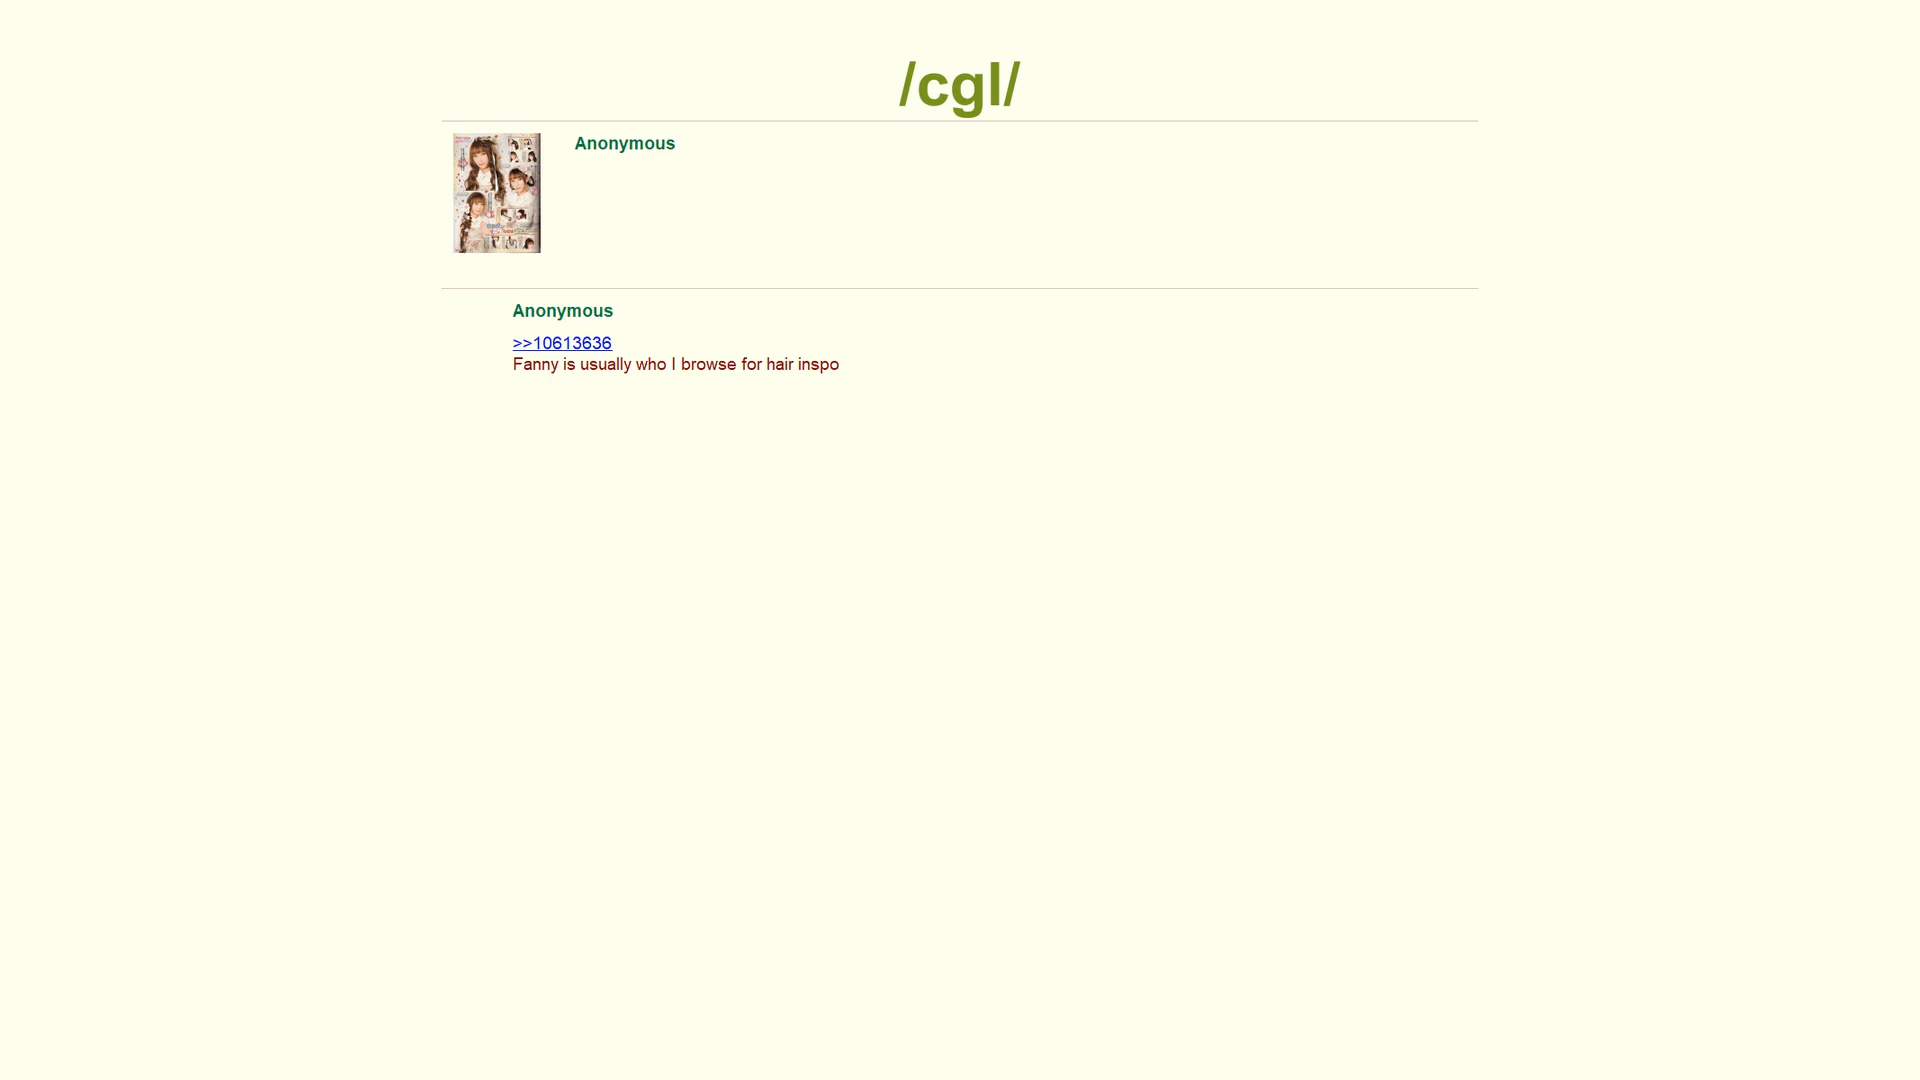 /cgl/
Anonymous
Anonymous
>>10613636
Fanny is usually who I browse for hair inspo